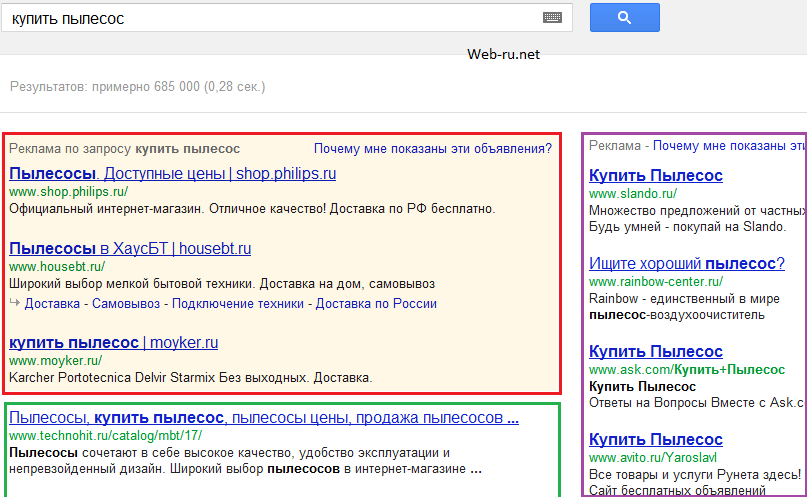 купить пылесос
Web-ru.net
Результатов: примерно 685 000 (0,28 сек.)
Реклама по запросу купить пылесос
Почему мне показаны эти объявления?
Пылесосы. Доступные цены | shop.philips.ru
www.shop.philips.ru/
Официальный интернет-магазин. Отличное качество! Доставка по РФ бесплатно.
Пылесосы в ХаусБТ | housebt.ru
www.housebt.ru/
Широкий выбор мелкой бытовой техники. Доставка на дом, самовывоз
Доставка - Самовывоз - Подключение техники - Доставка по России
купить пылесос | moyker.ru
www.moyker.ru/
Karcher Portotecnica Delvir Starmix Без выходных. Доставка.
Пылесосы, купить пылесос, пылесосы цены, продажа пылесосов ...
www.technohit.ru/catalog/mbt/17/
Пылесосы сочетают в себе высокое качество, удобство эксплуатации и
непревзойденный дизайн. Широкий выбор пылесосов в интернет-магазине ...
Реклама - Почему мне показаны эти
Купить Пылесос
www.slando.ru/
Множество предложений от частных
Будь умней - покупай на Slando.
Ищите хороший пылесос?
www.rainbow-center.ru/
Rainbow - единственный в мире
пылесос-воздухоочиститель
Купить Пылесос
www.ask.com/Купить+Пылесос
Купить Пылесос
Ответы на Вопросы Вместе с Ask.c
Купить Пылесос
www.avito.ru/Yaroslavl
Все товары и услуги Рунета здесь!
Сайт бесплатных объявлений